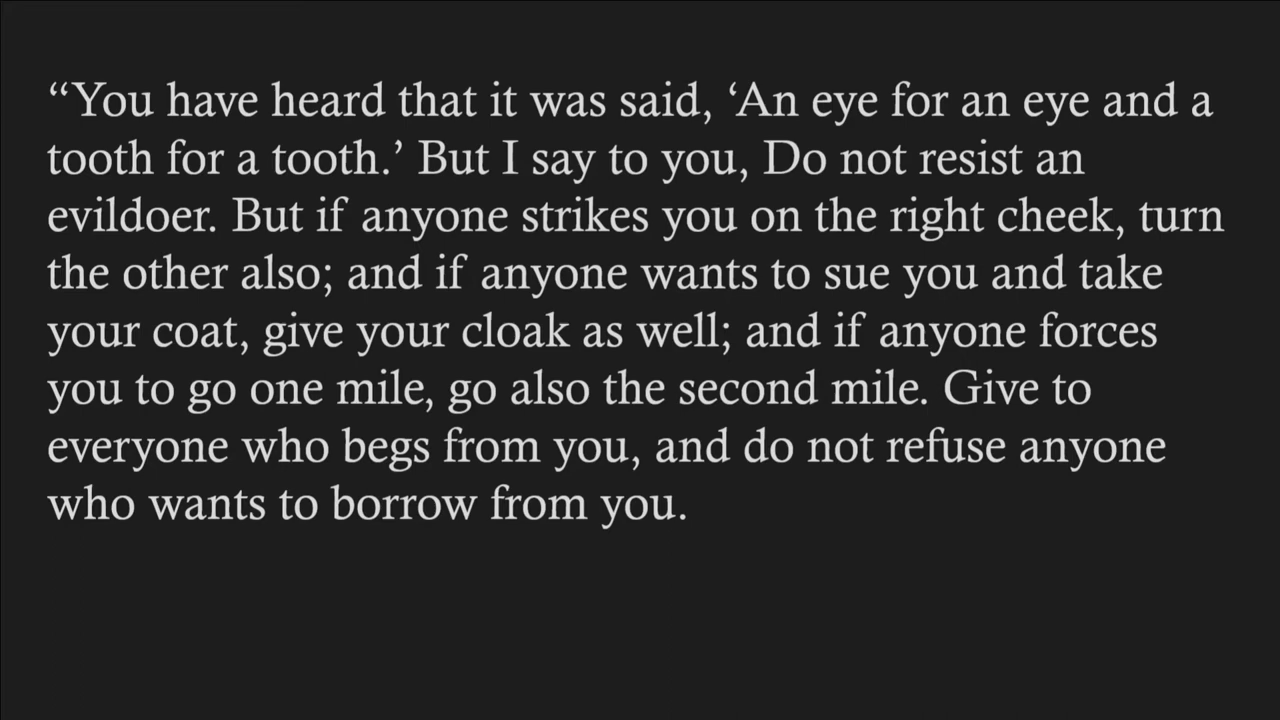 “You have heard that it was said, ‘An eye for an eye and a
tooth for a tooth.’ But I say to you, Do not resist an
evildoer. But if anyone strikes you on the right cheek, turn
the other also; and if anyone wants to sue you and take
your coat, give your cloak as well; and if anyone forces
you to go one mile, go also the second mile. Give to
everyone who begs from you, and do not refuse anyone
who wants to borrow from you.